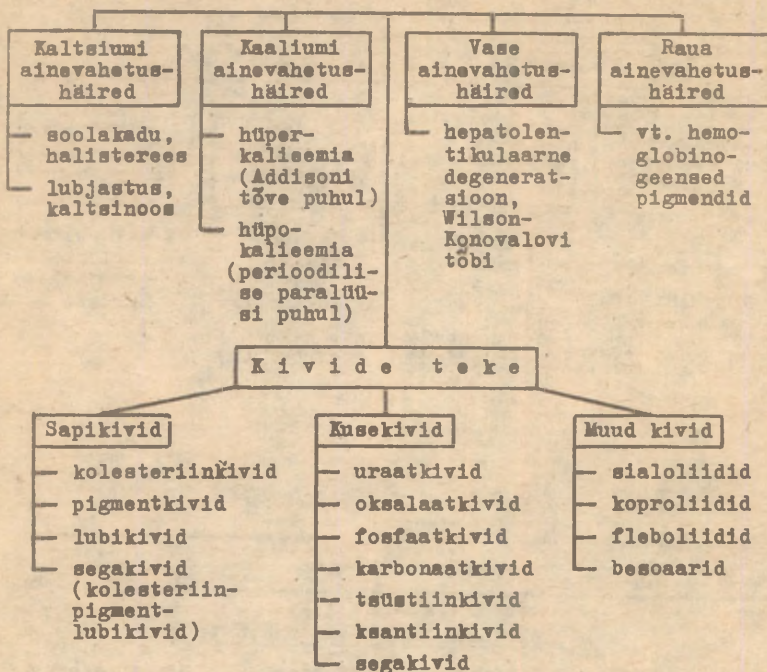 Kaltsiumi
ainevahetus-
häired
soolakadu,
halisterees
lubjastus,
kaltsinoos
Kaaliumi
ainevahetus-
häired
hüper-
kalieemia
(Addisoni
tõve puhul)
hüpo-
kalieemia
(perioodili-
se paralüü-
si puhul)
Vase
ainevahetus-
häired
hepatolen-
tikulaarne
degenerat-
sioon,
Wilson-
Konovalovi
tõbi
Raua
ainevahetus-
häired
vt. hemo-
globino-
geensed
pigmendid
Kivide teke
Sapikivid
kolesteriinkivid
pigmentkivid
lubikivid
segakivid
(kolesteriin-
pigment-
lubikivid)
Kusekivid
uraatkivid
oksalaatkivid
fosfaatkivid
karbonaatkivid
tsüstiinkivid
ksantiinkivid
segakivid
Muud kivid
sialoliidid
koproliidid
fleboliidid
besoaarid